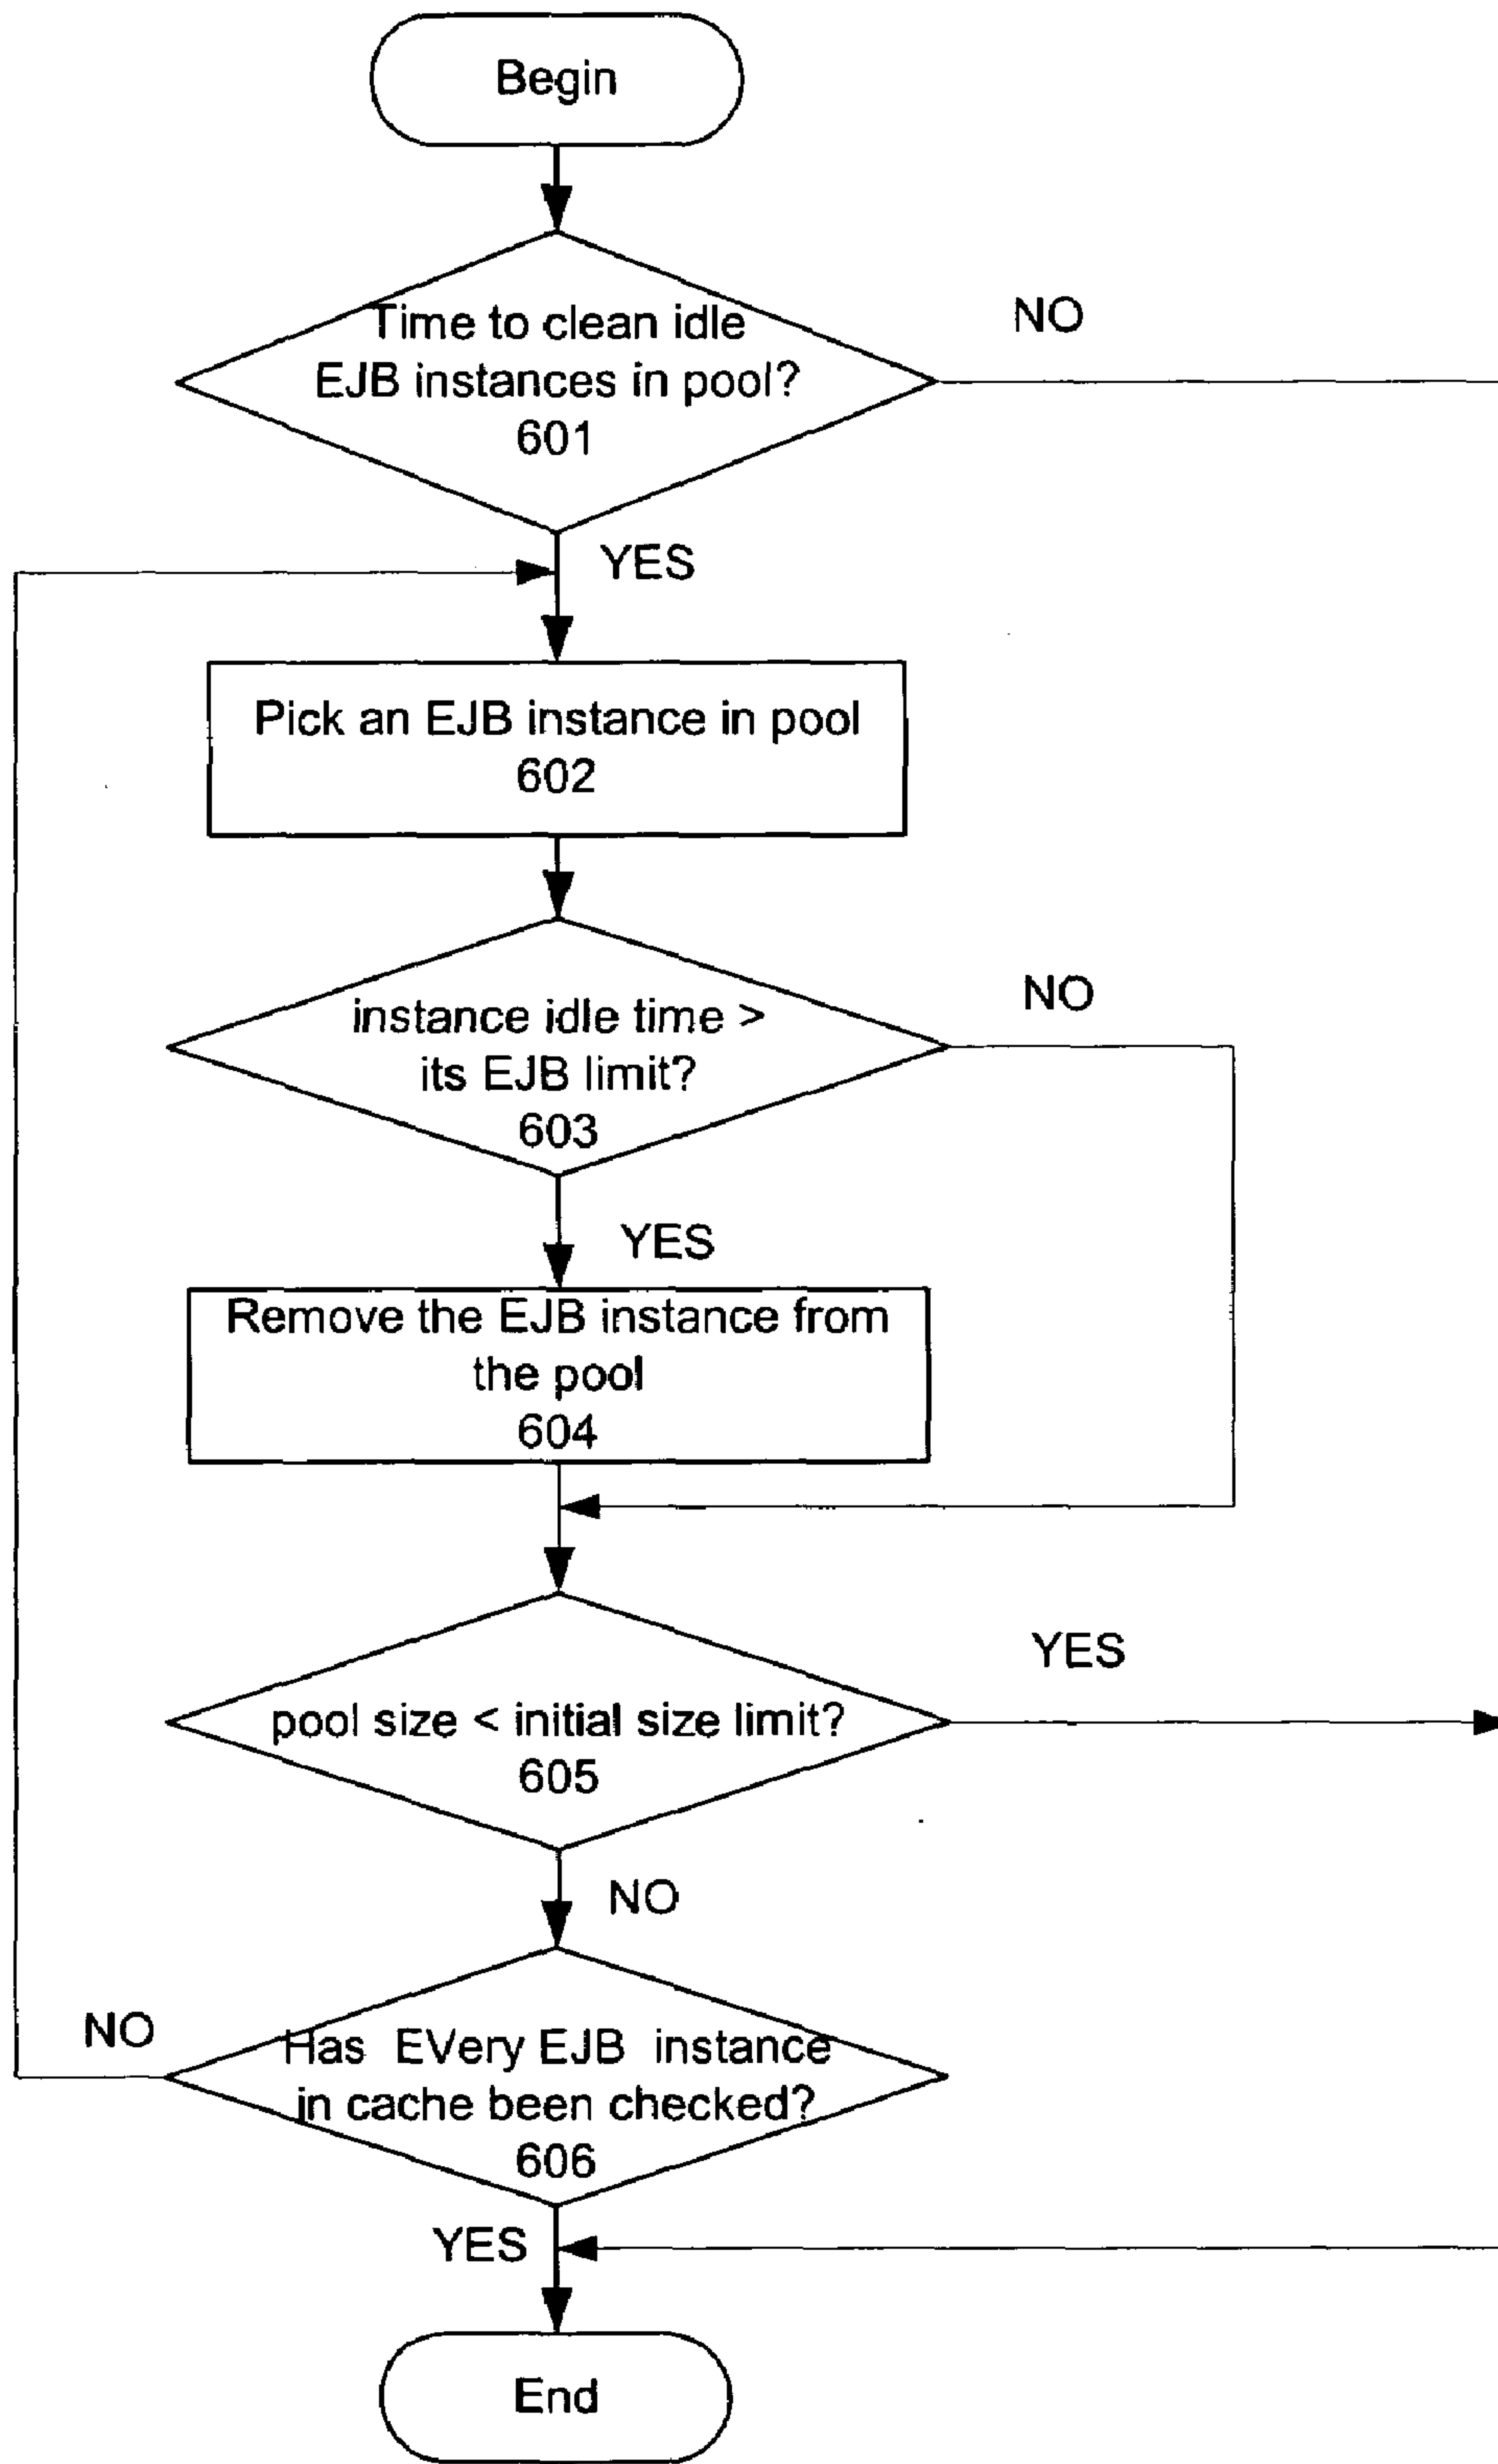 Begin
Time to clean idle
EJB instances in pool?
601
NO
YES
Pick an EJB instance in pool
602
instance idle time >
its EJB limit?
603
NO
YES
Remove the EJB instance from
the pool
604
pool size < initial size limit?
605
YES
NO
Has EVery EJB instance
in cache been checked?
606
NO
YES
End